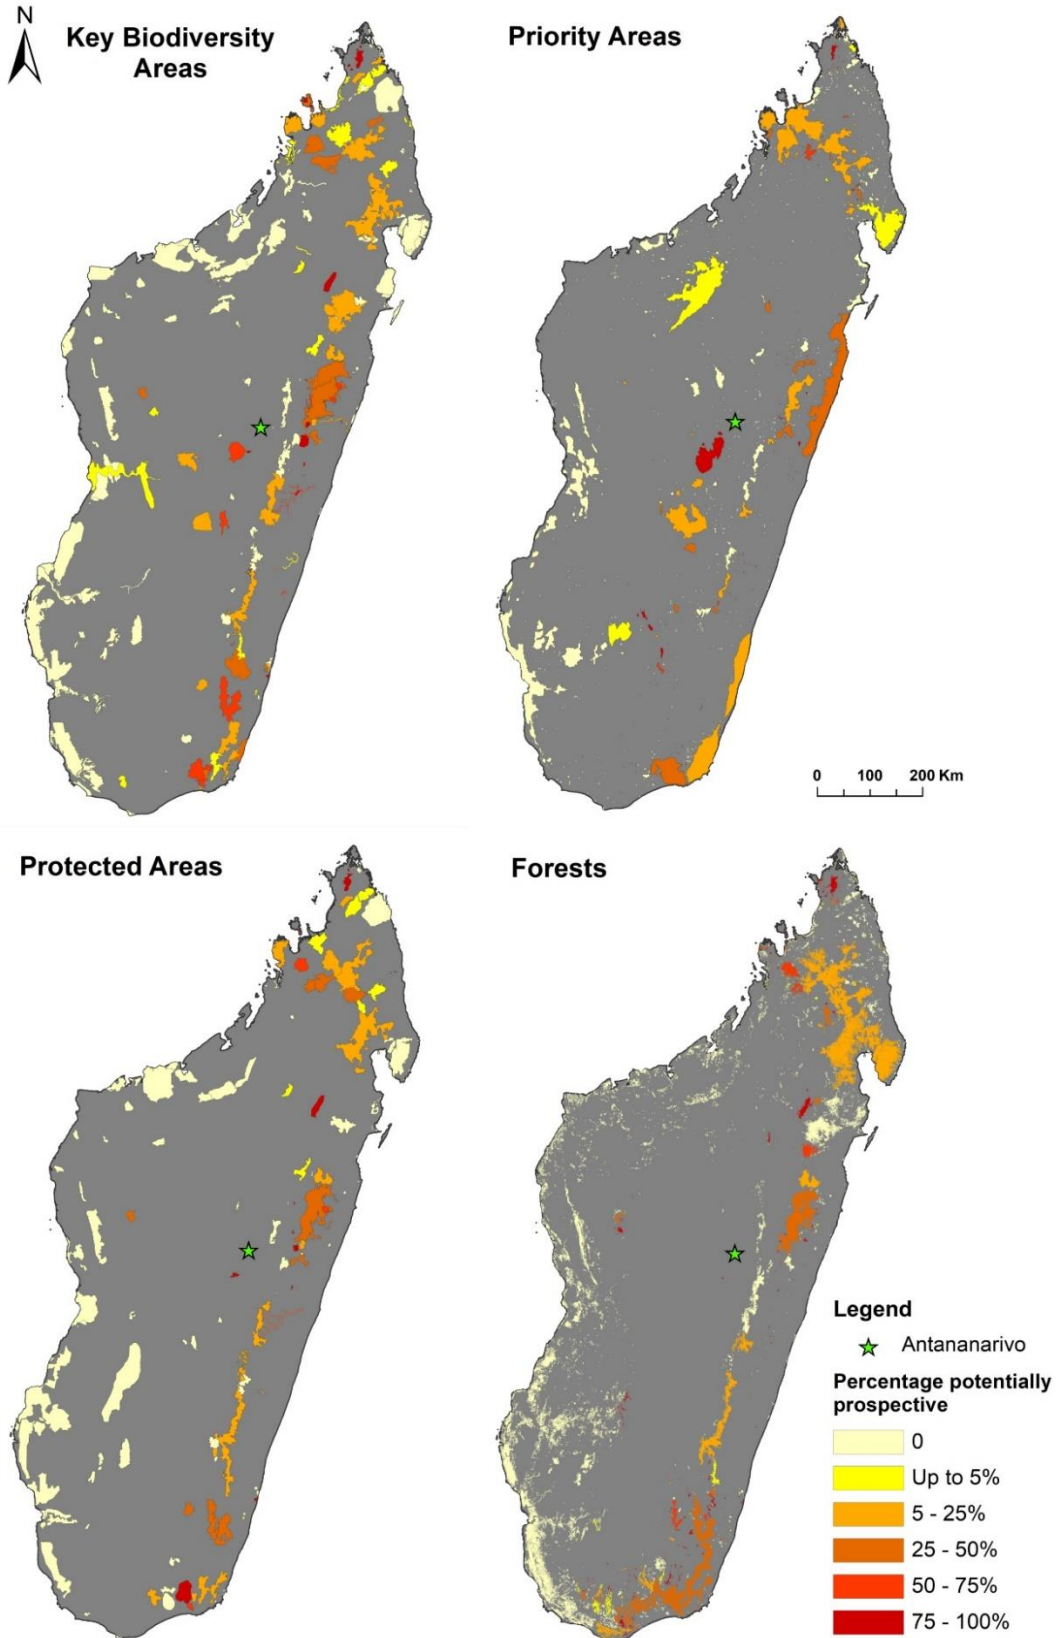 N
Key Biodiversity
Areas
Priority Areas
0 100 200 Km
Protected Areas
Forests
Legend
Antananarivo
Percentage potentially
prospective
0
Up to 5%
5 - 25%
25 - 50%
50 - 75%
75 - 100%